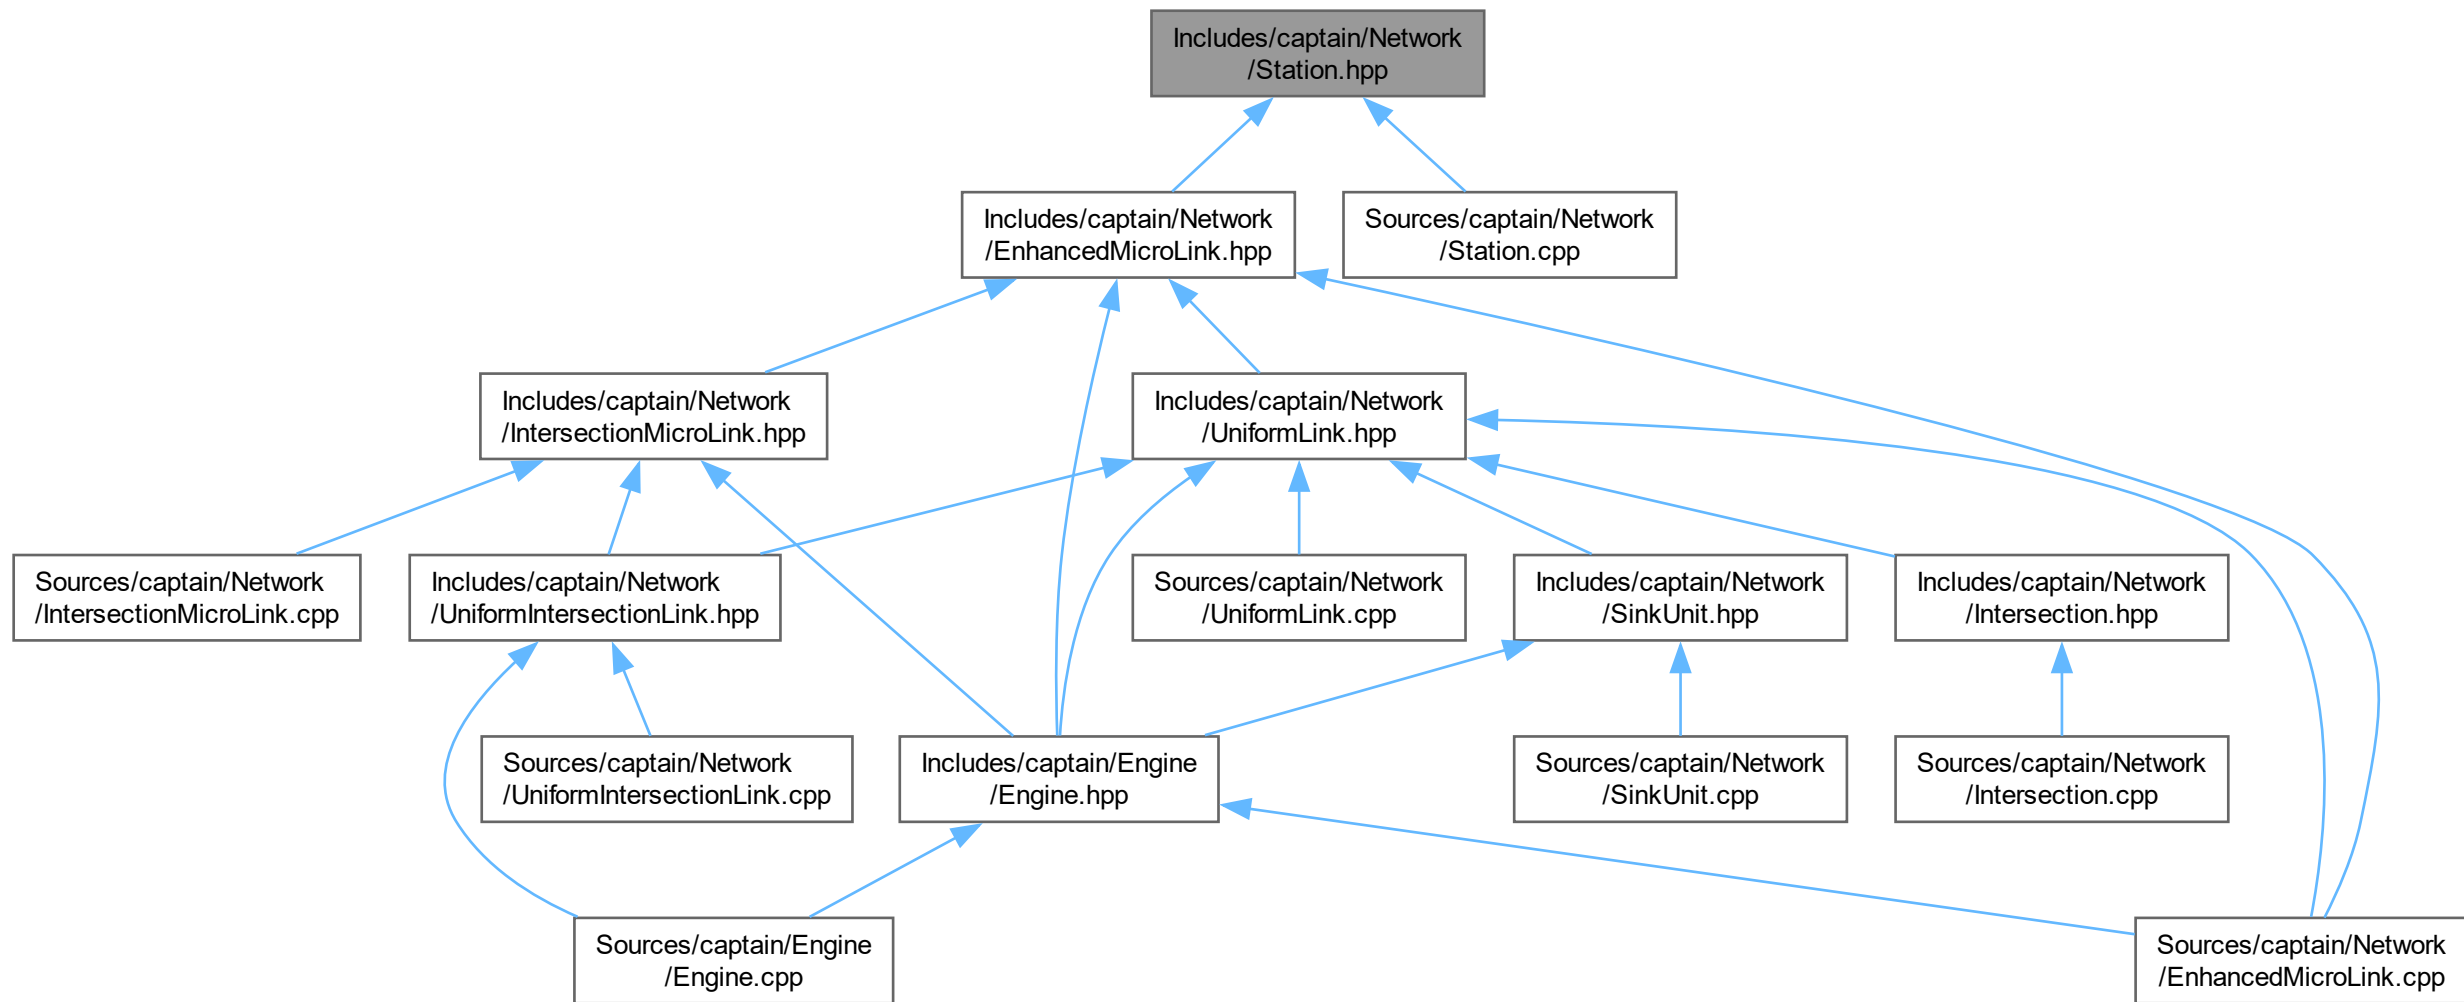 Includes/captain/Network
/Station.hpp
Includes/captain/Network
/EnhancedMicroLink.hpp
Sources/captain/Network
/Station.cpp
Includes/captain/Network
/IntersectionMicroLink.hpp
Includes/captain/Network
/UniformLink.hpp
Sources/captain/Network
/IntersectionMicroLink.cpp
Includes/captain/Network
/UniformIntersectionLink.hpp
Sources/captain/Network
/UniformLink.cpp
Includes/captain/Network
/SinkUnit.hpp
Includes/captain/Network
/Intersection.hpp
Sources/captain/Network
/UniformIntersectionLink.cpp
Includes/captain/Engine
/Engine.hpp
Sources/captain/Network
/SinkUnit.cpp
Sources/captain/Network
/Intersection.cpp
Sources/captain/Engine
/Engine.cpp
Sources/captain/Network
/EnhancedMicroLink.cpp